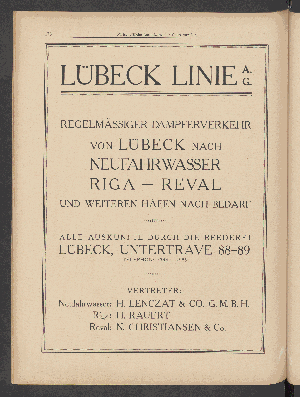 LÜBECK LINIE A. G.
REGELMÄSSIGER DAMPFERVERKEHR
VON LÜBECK NACH
NEUFAHRWASSER
RIGA — REVAL
UND WEITEREN HÄFEN NACH BEDARF
ALLE AUSKÜNFTE DURCH DIE REEDEREI
LÜBECK, UNTERTRAVE 88-89
VERTRETER:
Neufahrwasser: H. LENCZAT & CO. G.M.B.H.
Riga: H. RAUERT
Reval: N. CHRISTIANSEN & Co.